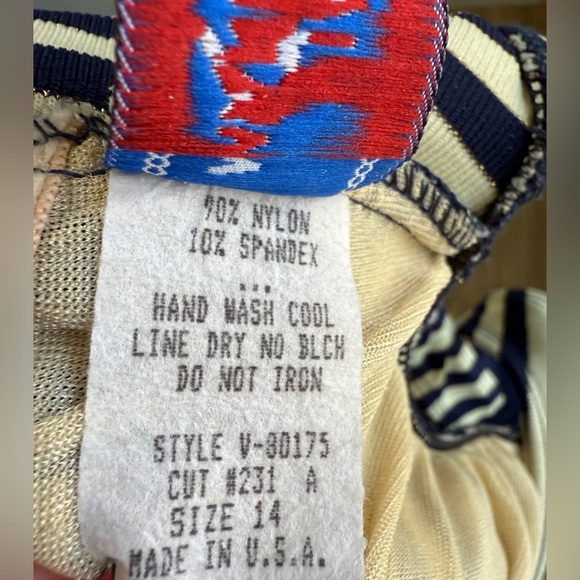 90% NYLON
10% SPANDEX
...
HAND WASH COOL
LINE DRY NO BLCH
DO NOT IRON
STYLE V-80175
CUT #231 A
SIZE 14
MADE IN U.S.A.